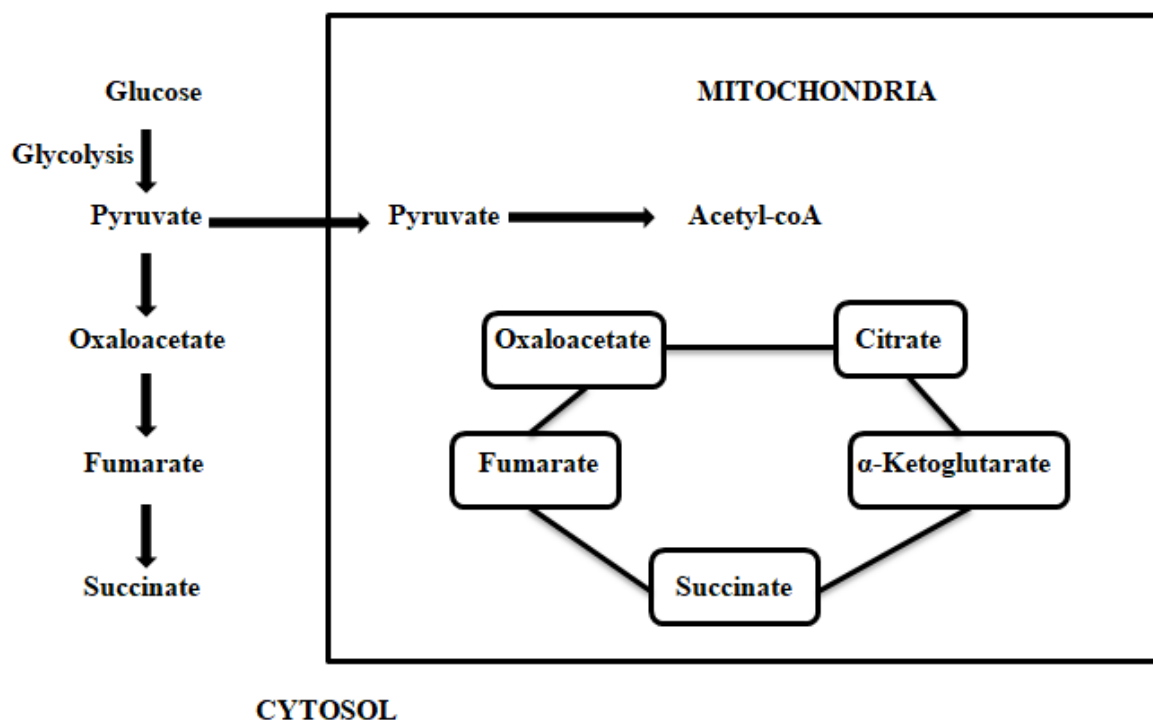 Glucose
MITOCHONDRIA
Glycolysis
Pyruvate
Pyruvate
Acetyl-coA
Oxaloacetate
Oxaloacetate
Citrate
Fumarate
Fumarate
α-Ketoglutarate
Succinate
Succinate
CYTOSOL